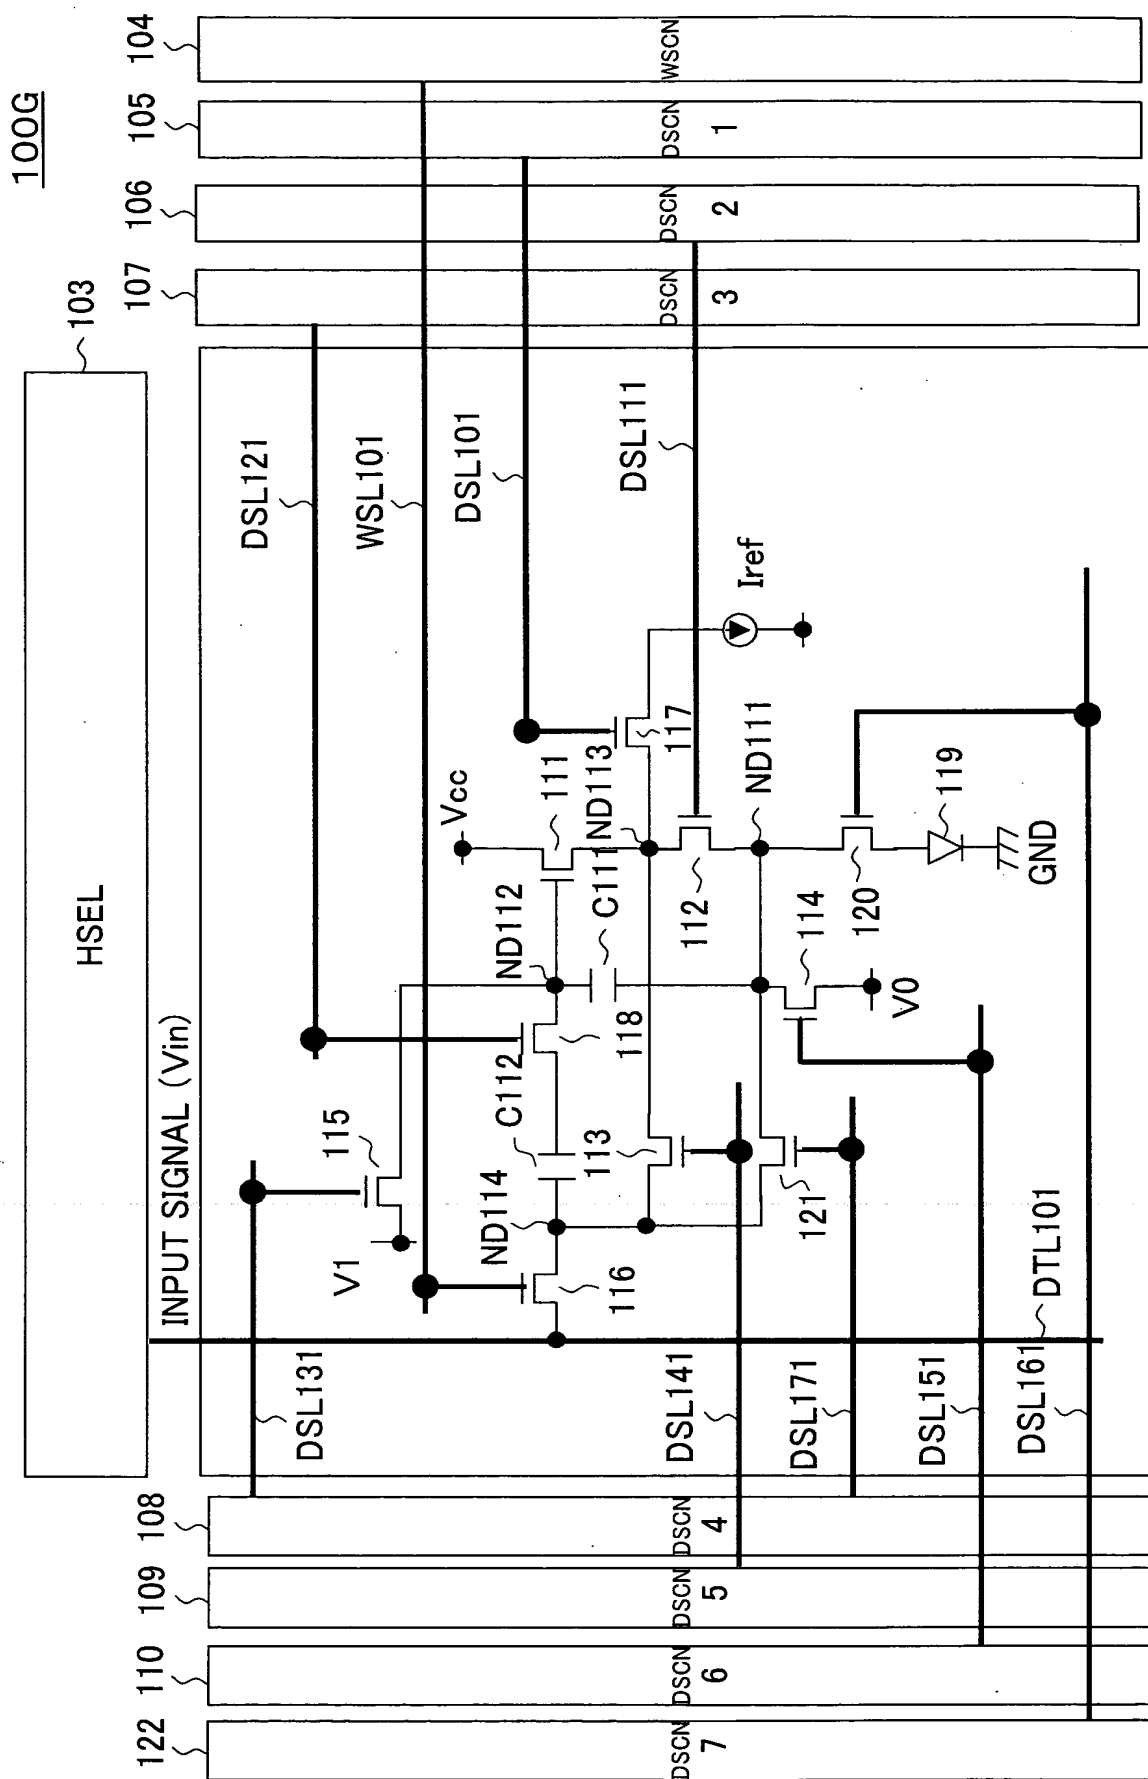 100G
104
WSCN
105
DSCN
1
106
DSCN
2
107
DSCN
3
103
HSEL
INPUT SIGNAL (Vin)
DSL121
WSL101
DSL101
DSL111
Iref
Vcc
111
ND113
117
ND112
C111
112
ND111
119
GND
118
C112
114
120
V0
115
113
121
ND114
V1
116
DTL101
DSL131
DSL141
DSL171
DSL151
DSL161
108
DSCN
4
109
DSCN
5
110
DSCN
6
122
DSCN
7